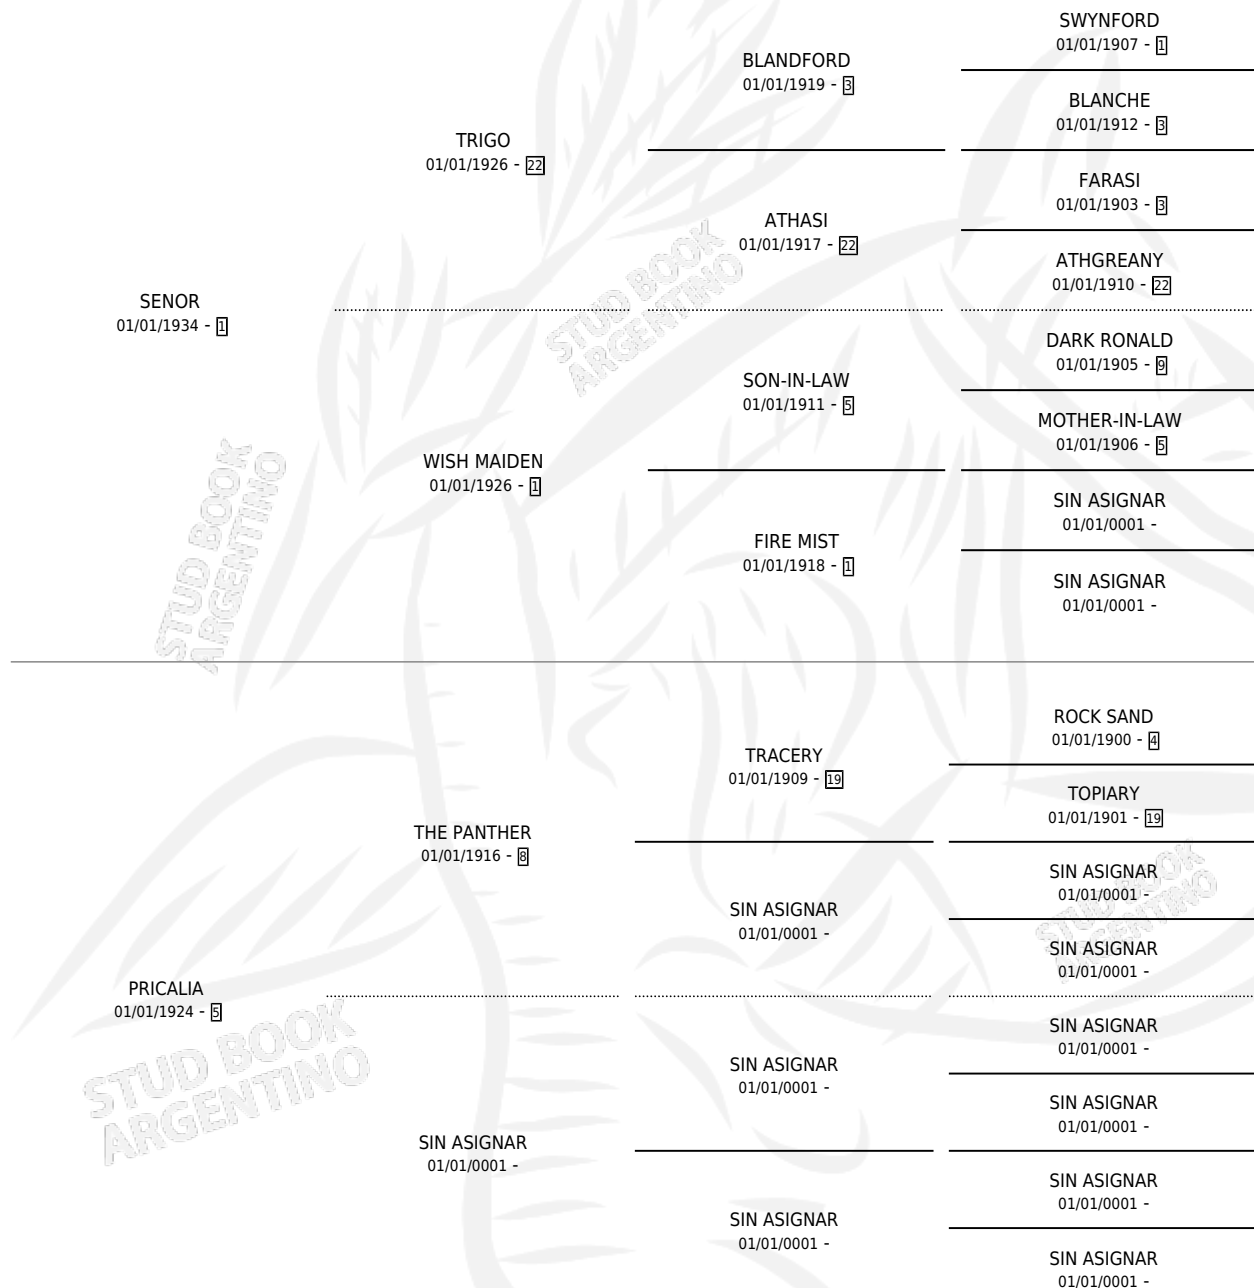 SWYNFORD
01/01/1907 - 1
BLANDFORD
01/01/1919 - 3
BLANCHE
01/01/1912 - 3
TRIGO
01/01/1926 - 22
FARASI
01/01/1903 - 3
ATHASI
01/01/1917 - 22
ATHGREANY
01/01/1910 - 22
SENOR
01/01/1934 - 1
DARK RONALD
01/01/1905 - 9
SON-IN-LAW
01/01/1911 - 5
MOTHER-IN-LAW
01/01/1906 - 5
WISH MAIDEN
01/01/1926 - 1
SIN ASIGNAR
01/01/0001 -
FIRE MIST
01/01/1918 - 1
SIN ASIGNAR
01/01/0001 -
ROCK SAND
01/01/1900 - 4
TRACERY
01/01/1909 - 19
TOPIARY
01/01/1901 - 19
THE PANTHER
01/01/1916 - 8
SIN ASIGNAR
01/01/0001 -
SIN ASIGNAR
01/01/0001 -
SIN ASIGNAR
01/01/0001 -
PRICALIA
01/01/1924 - 5
SIN ASIGNAR
01/01/0001 -
SIN ASIGNAR
01/01/0001 -
SIN ASIGNAR
01/01/0001 -
SIN ASIGNAR
01/01/0001 -
SIN ASIGNAR
01/01/0001 -
SIN ASIGNAR
01/01/0001 -
SIN ASIGNAR
01/01/0001 -
STUD BOOK
ARGENTINO
STUD BOOK
ARGENTINO
STUD BOOK
ARGENTINO
STUD BOOK
ARGENTINO